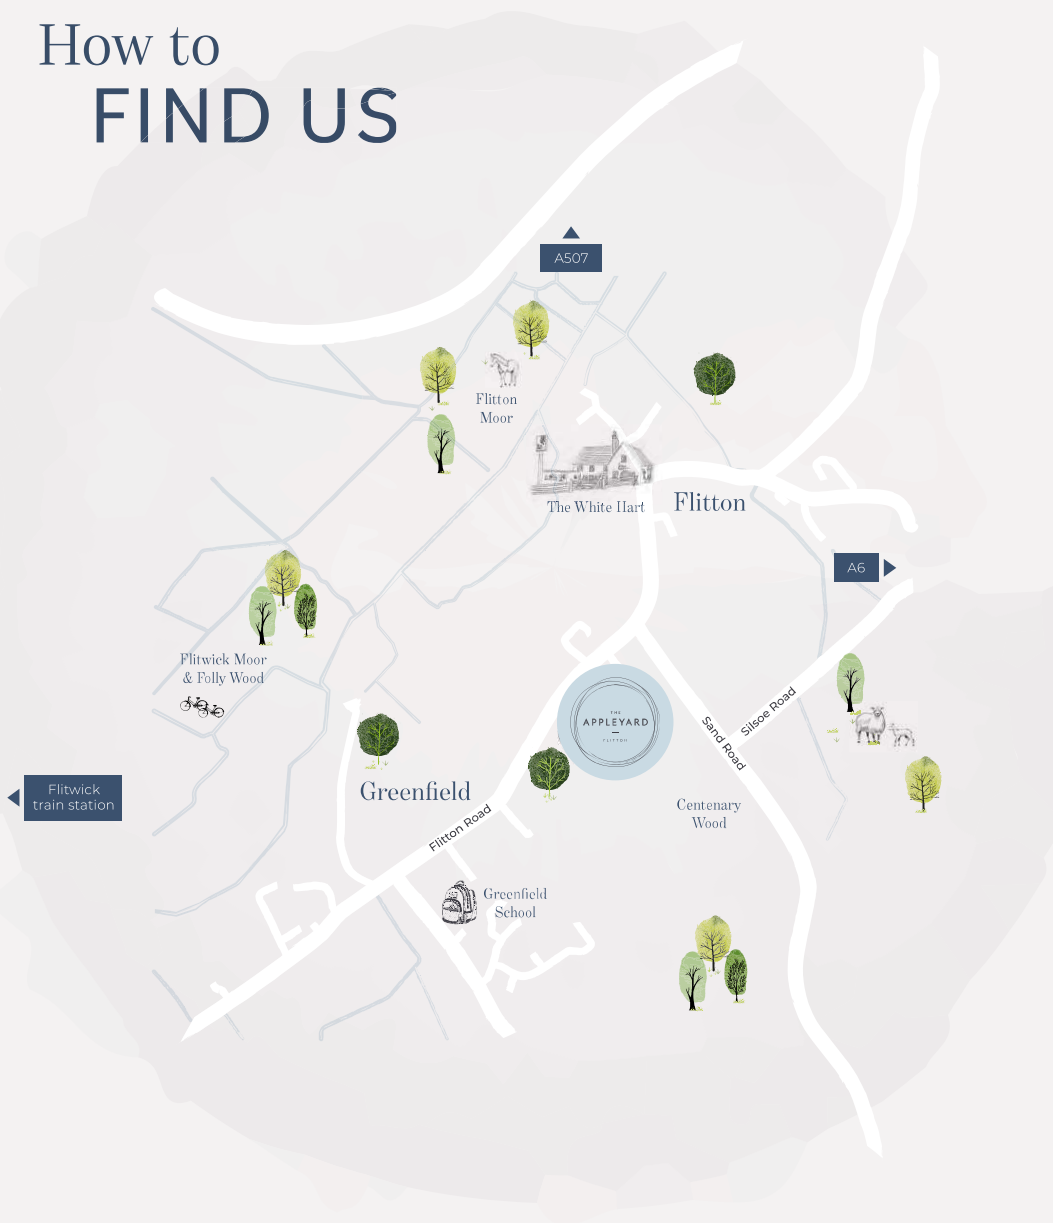 How to
FIND US
A507
Flitton
Moor
The White Hart
Flitton
A6
Flitwick Moor
& Folly Wood
THE
APPLEYARD
FLITTON
Silsoe Road
Sand Road
Flitwick
train station
Greenfield
Centenary
Wood
Flitton Road
Greenfield
School